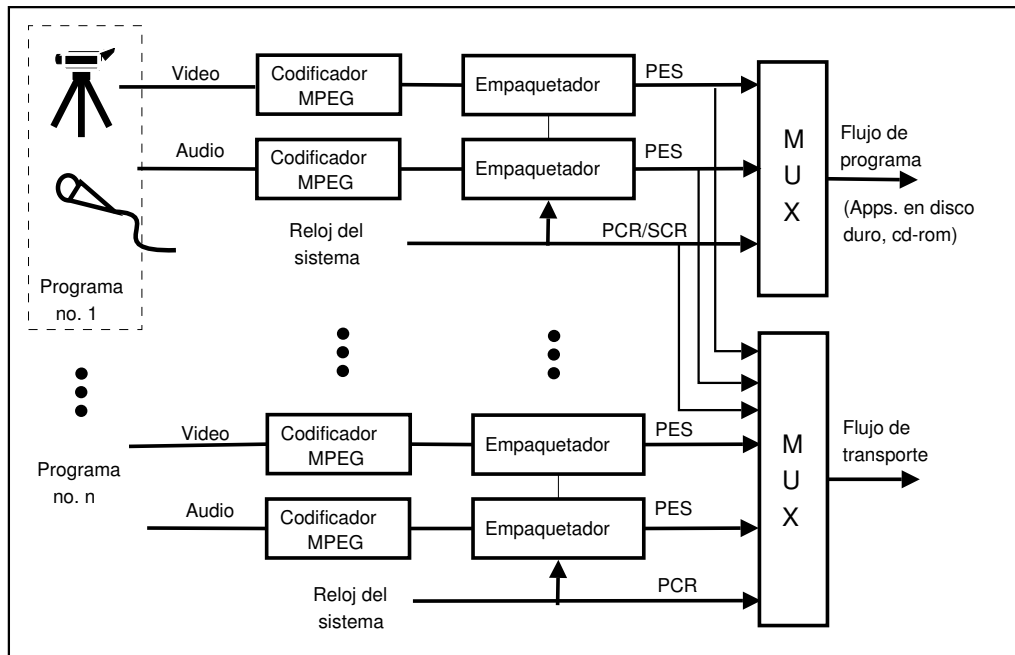 Video
Codificador
MPEG
Empaquetador
PES
Audio
Codificador
MPEG
Empaquetador
PES
Reloj del
sistema
PCR/SCR
M
U
X
Flujo de
programa
(Apps. en disco
duro, cd-rom)
Programa
no. 1
Video
Codificador
MPEG
Empaquetador
PES
Programa
no. n
Audio
Codificador
MPEG
Empaquetador
PES
Reloj del
sistema
PCR
M
U
X
Flujo de
transporte